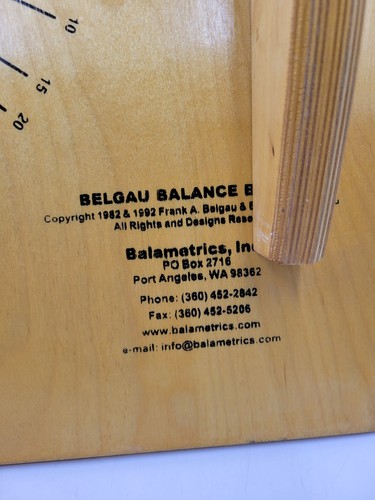 10
15
20
BELGAU BALANCE
Copyright 1982 & 1992 Frank A. Belgau &
All Rights and Designs
Balametrics, Inc
PO Box 2716
Port Angeles, WA 98362
Phone: (360) 452-2842
Fax: (360) 452-5206
www.balametrics.com
e-mail: info@balametrics.com